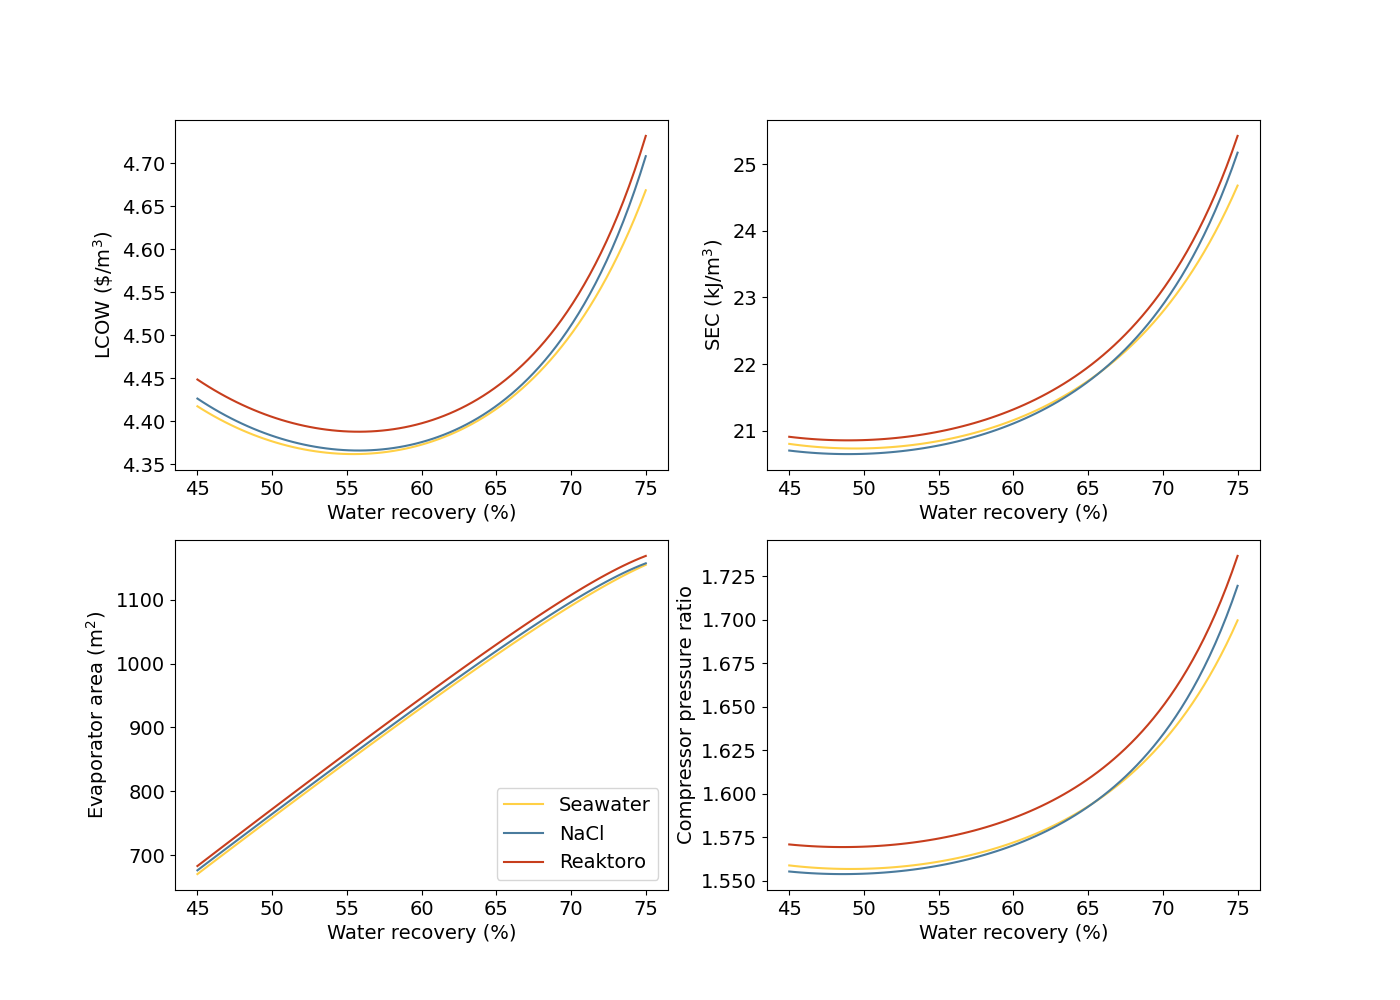 4.70
4.65
4.60
4.55
4.50
4.45
4.40
4.35
LCOW ($/m³)
45 50 55 60 65 70 75
Water recovery (%)
25
24
23
22
21
SEC (kJ/m³)
45 50 55 60 65 70 75
Water recovery (%)
1100
1000
900
800
700
Evaporator area (m²)
Seawater
NaCl
Reaktoro
45 50 55 60 65 70 75
Water recovery (%)
1.725
1.700
1.675
1.650
1.625
1.600
1.575
1.550
Compressor pressure ratio
45 50 55 60 65 70 75
Water recovery (%)